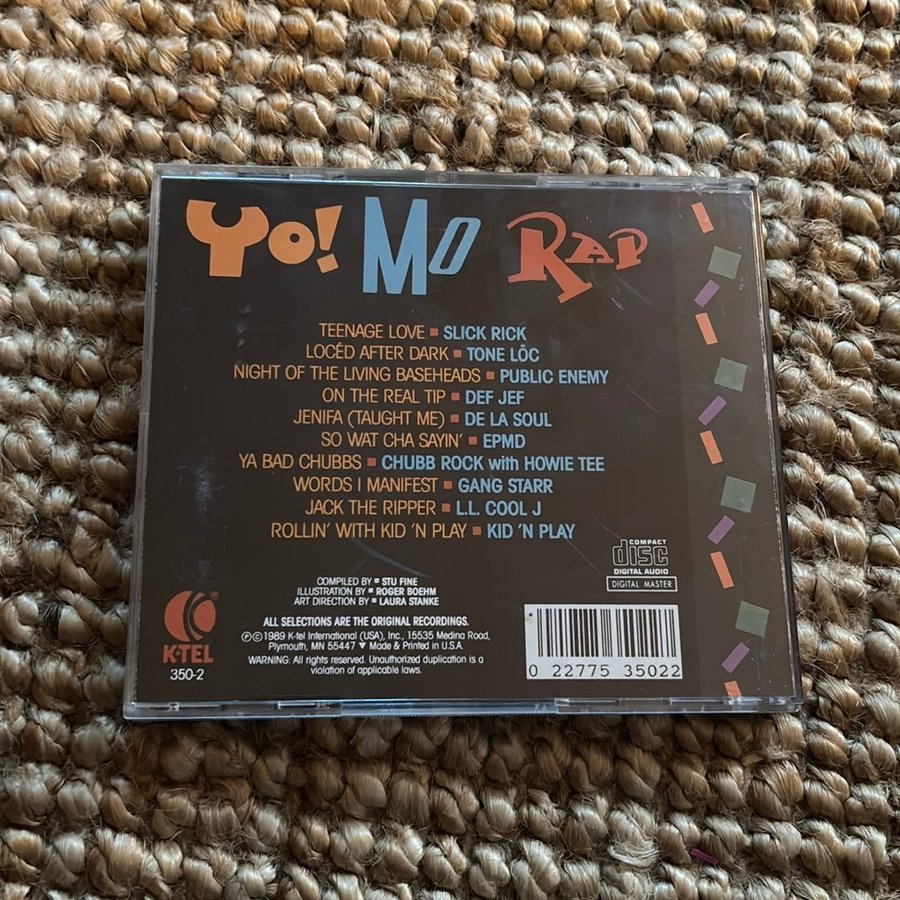 Yo! Mo Rap
TEENAGE LOVE ▪ SLICK RICK
LOCÉD AFTER DARK ▪ TONE LŌC
NIGHT OF THE LIVING BASEHEADS ▪ PUBLIC ENEMY
ON THE REAL TIP ▪ DEF JEF
JENIFA (TAUGHT ME) ▪ DE LA SOUL
SO WAT CHA SAYIN' ▪ EPMD
YA BAD CHUBBS ▪ CHUBB ROCK with HOWIE TEE
WORDS I MANIFEST ▪ GANG STARR
JACK THE RIPPER ▪ L.L. COOL J
ROLLIN' WITH KID 'N PLAY ▪ KID 'N PLAY
COMPACT
disc
DIGITAL AUDIO
DIGITAL MASTER
COMPILED BY ▪ STU FINE
ILLUSTRATION BY ▪ ROGER BOEHM
ART DIRECTION BY ▪ LAURA STANKE
ALL SELECTIONS ARE THE ORIGINAL RECORDINGS.
℗©1989 K-tel International (USA), Inc., 15535 Medina Road,
Plymouth, MN 55447 ▼ Made & Printed in U.S.A.
WARNING: All rights reserved. Unauthorized duplication is a
violation of applicable laws.
K-TEL
350-2
0 22775 35022